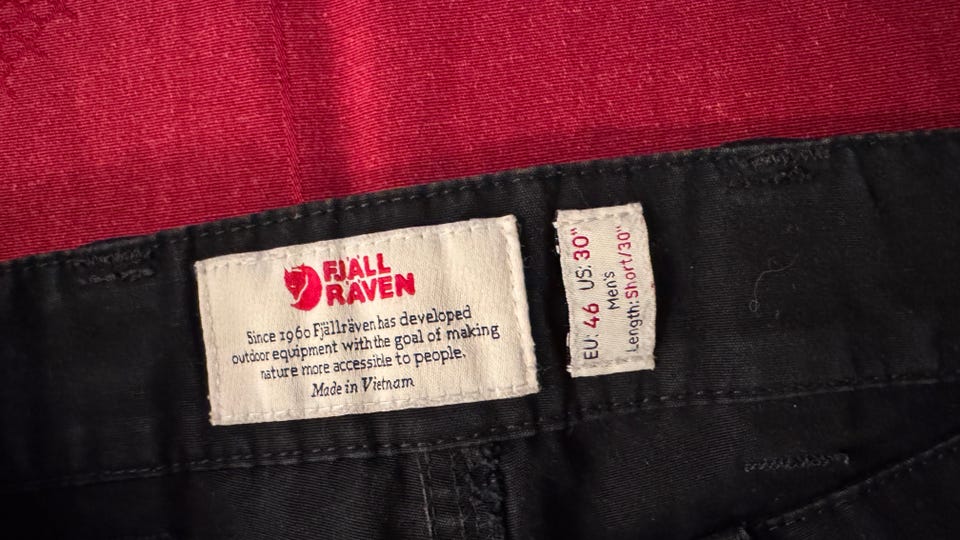 FJÄLL
RÄVEN
Since 1960 Fjällräven has developed
outdoor equipment with the goal of making
nature more accessible to people.
Made in Vietnam
EU: 46 US: 30"
Men's
Length: Short/30"